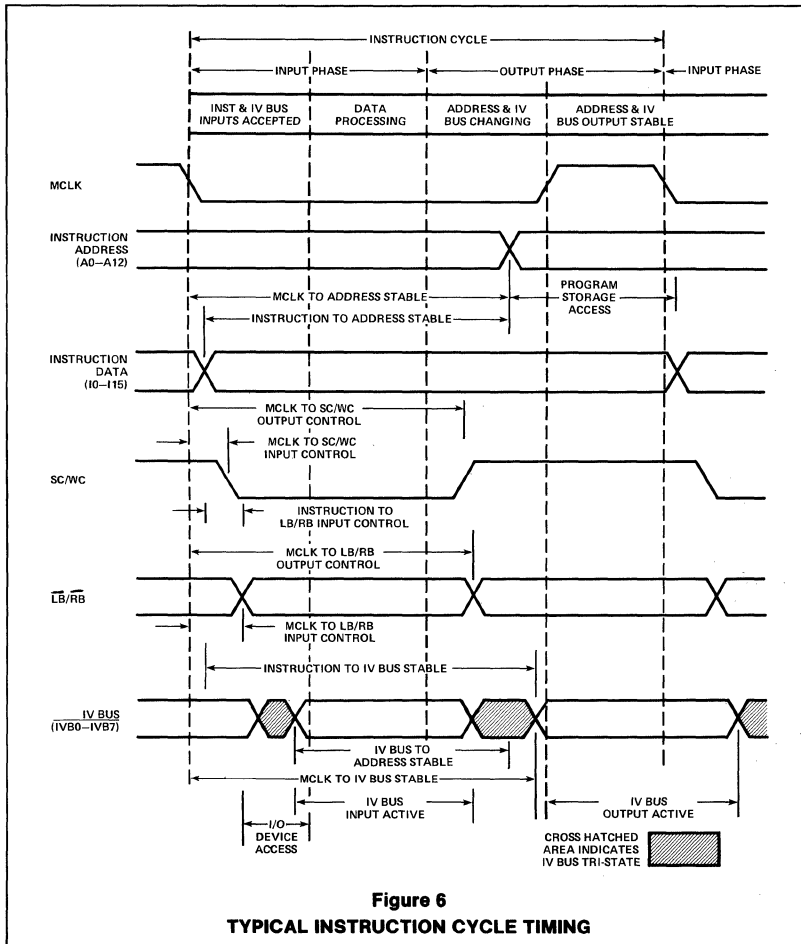 INSTRUCTION CYCLE
INPUT PHASE
OUTPUT PHASE
INPUT PHASE
INST & IV BUS
INPUTS ACCEPTED
DATA
PROCESSING
ADDRESS & IV
BUS CHANGING
ADDRESS & IV
BUS OUTPUT STABLE
MCLK
INSTRUCTION
ADDRESS
(A0–A12)
MCLK TO ADDRESS STABLE
PROGRAM
STORAGE
ACCESS
INSTRUCTION TO ADDRESS STABLE
INSTRUCTION
DATA
(I0–I15)
MCLK TO SC/WC
OUTPUT CONTROL
MCLK TO SC/WC
INPUT CONTROL
SC/WC
INSTRUCTION TO
LB/RB INPUT CONTROL
MCLK TO LB/RB
OUTPUT CONTROL
LB/RB
MCLK TO LB/RB
INPUT CONTROL
INSTRUCTION TO IV BUS STABLE
IV BUS
(IVB0–IVB7)
IV BUS TO
ADDRESS STABLE
MCLK TO IV BUS STABLE
IV BUS
INPUT ACTIVE
IV BUS
OUTPUT ACTIVE
I/O
DEVICE
ACCESS
CROSS HATCHED
AREA INDICATES
IV BUS TRI-STATE
Figure 6
TYPICAL INSTRUCTION CYCLE TIMING